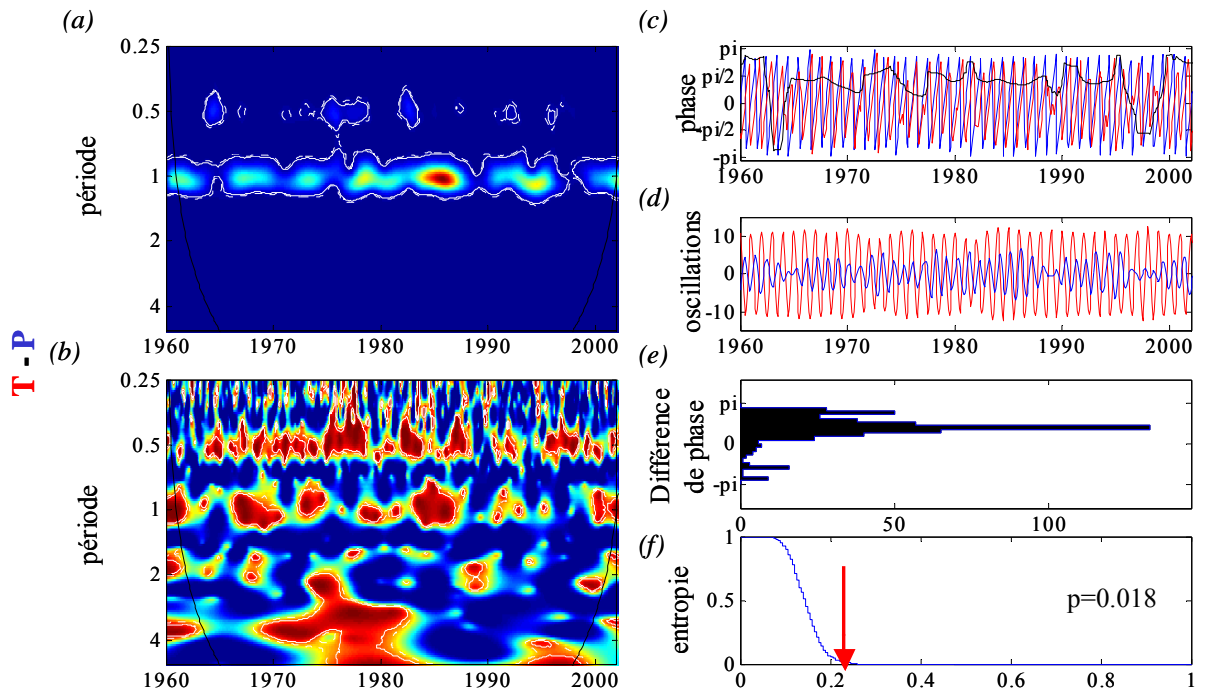 T - P
(a)
période
0.25
0.5
1
2
4
1960 1970 1980 1990 2000
(b)
période
0.25
0.5
1
2
4
1960 1970 1980 1990 2000
(c)
phase
pi
pi/2
0
-pi/2
-pi
1960 1970 1980 1990 2000
(d)
oscillations
10
0
-10
1960 1970 1980 1990 2000
(e)
Différence
de phase
pi
0
-pi
0 50 100
(f)
entropie
1
0.5
0
p=0.018
0 0.2 0.4 0.6 0.8 1